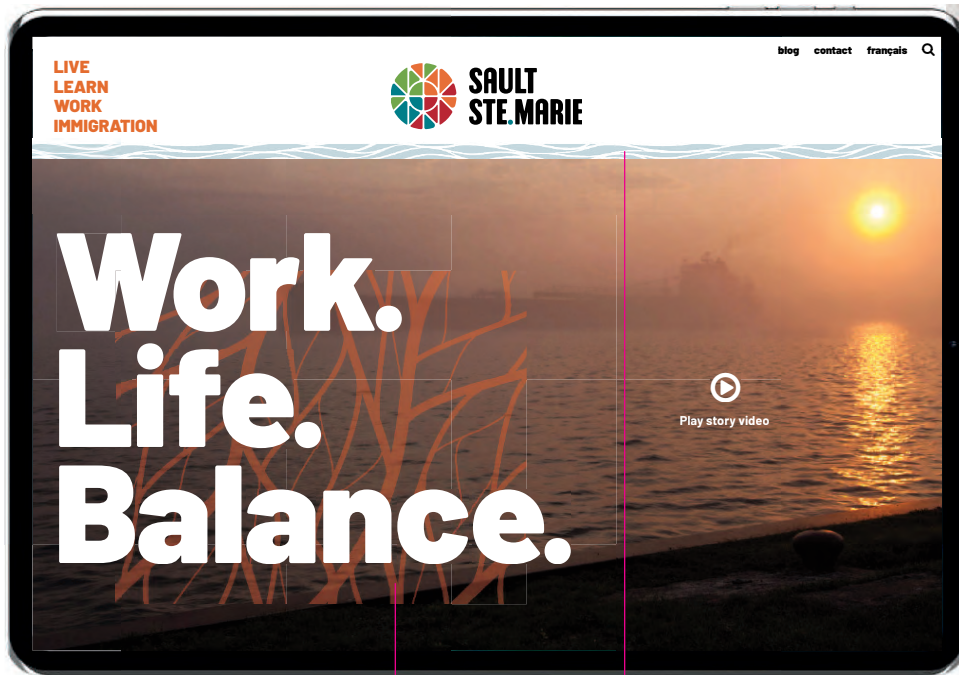 blog contact français
LIVE
LEARN
WORK
IMMIGRATION
SAULT
STE.MARIE
Work.
Life.
Balance.
Play story video